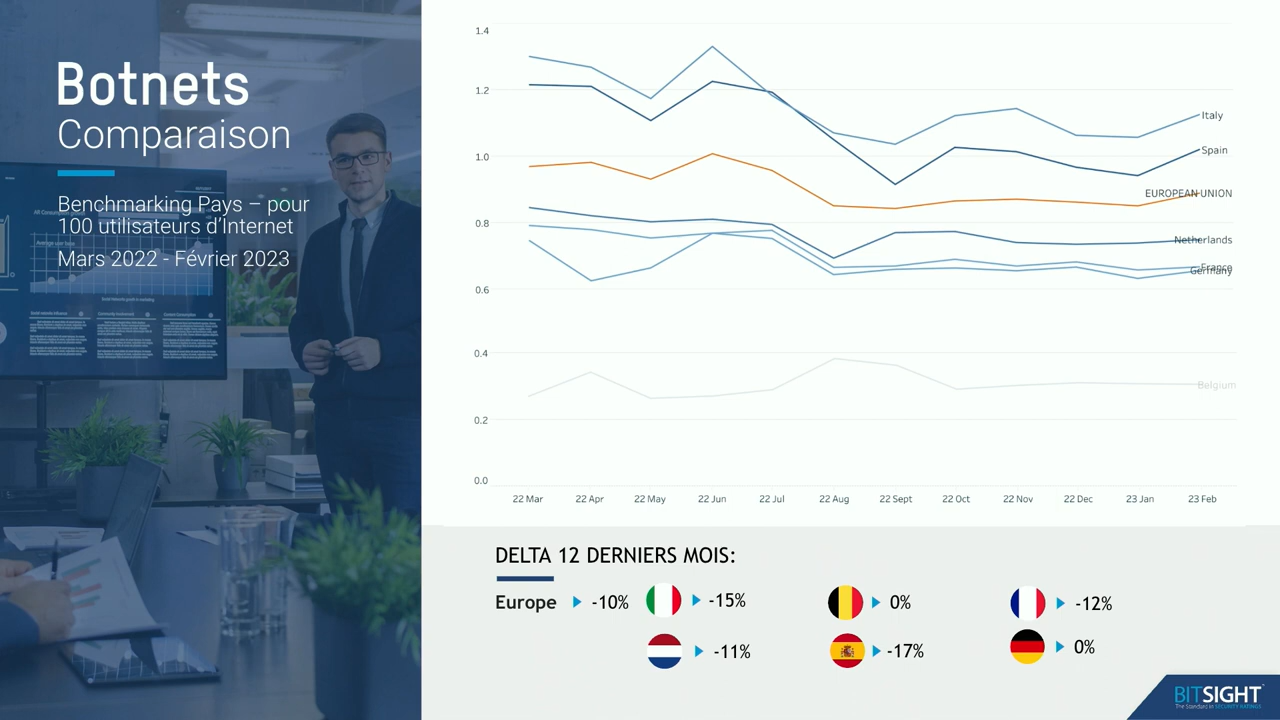 Botnets
Comparaison
Benchmarking Pays – pour
100 utilisateurs d'Internet
Mars 2022 - Février 2023
1.4
1.2
1.0
0.8
0.6
0.4
0.2
0.0
Italy
Spain
EUROPEAN UNION
Netherlands
France
Germany
Belgium
22 Mar 22 Apr 22 May 22 Jun 22 Jul 22 Aug 22 Sept 22 Oct 22 Nov 22 Dec 23 Jan 23 Feb
DELTA 12 DERNIERS MOIS:
Europe -10% -15% 0% -12%
-11% -17% 0%
BITSIGHT
The Standard in SECURITY RATINGS